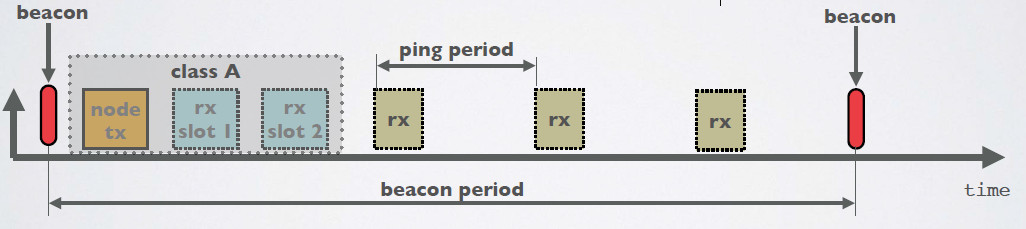 beacon
beacon
ping period
class A
node
tx
rx
slot 1
rx
slot 2
rx
rx
rx
beacon period
time